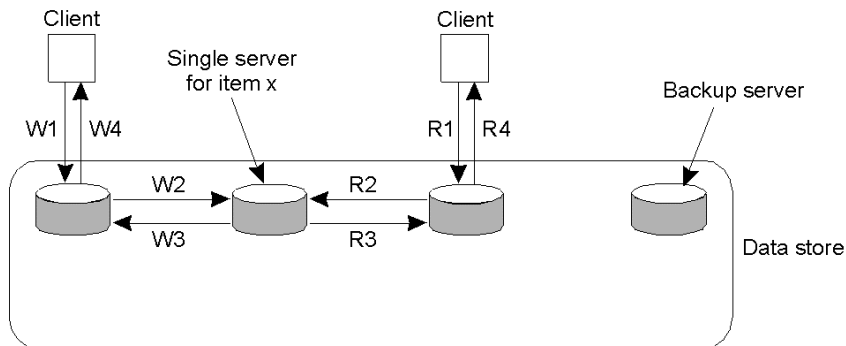 Client
Client
Single server
for item x
Backup server
W1
W4
R1
R4
W2
R2
W3
R3
Data store